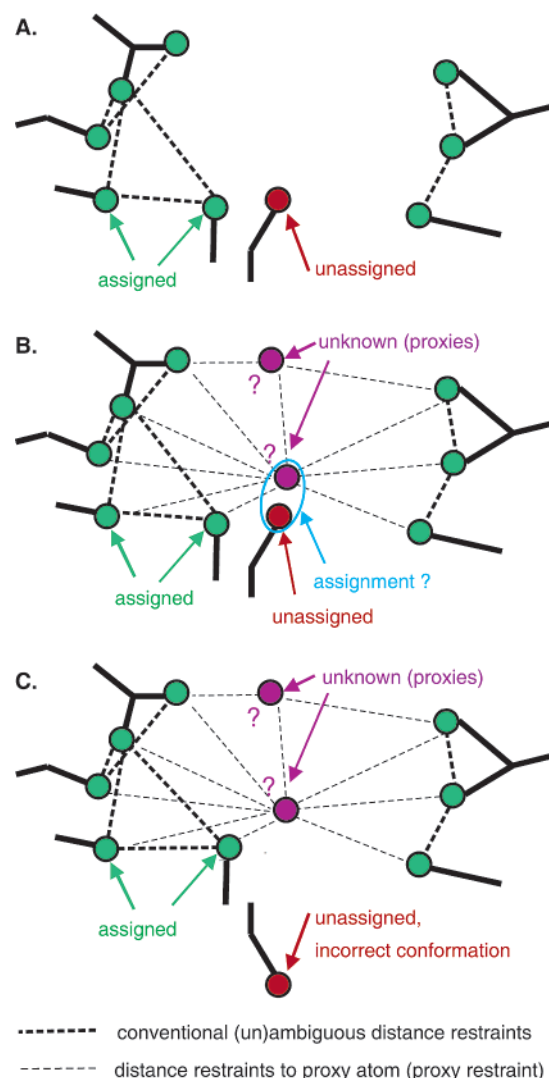 A.
assigned
unassigned
B.
unknown (proxies)
?
?
assigned
assignment ?
unassigned
C.
unknown (proxies)
?
?
assigned
unassigned,
incorrect conformation
conventional (un)ambiguous distance restraints
distance restraints to proxy atom (proxy restraint)